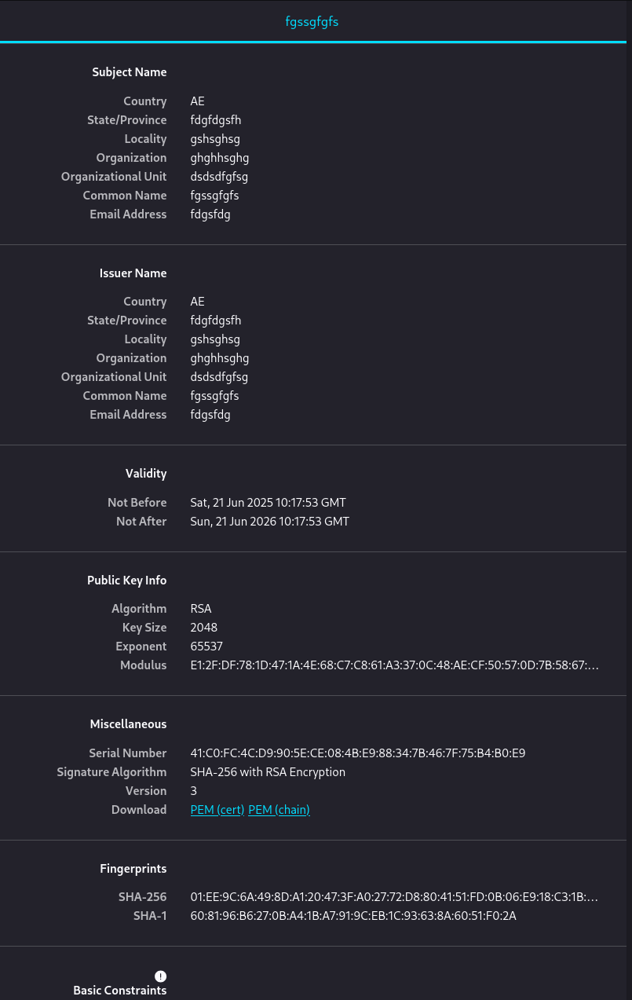 fgssgfgfs
Subject Name
Country AE
State/Province fdgfdgsfh
Locality gshsghsg
Organization ghghhsghg
Organizational Unit dsdsdfgfsg
Common Name fgssgfgfs
Email Address fdgsfdg
Issuer Name
Country AE
State/Province fdgfdgsfh
Locality gshsghsg
Organization ghghhsghg
Organizational Unit dsdsdfgfsg
Common Name fgssgfgfs
Email Address fdgsfdg
Validity
Not Before Sat, 21 Jun 2025 10:17:53 GMT
Not After Sun, 21 Jun 2026 10:17:53 GMT
Public Key Info
Algorithm RSA
Key Size 2048
Exponent 65537
Modulus E1:2F:DF:78:1D:47:1A:4E:68:C7:C8:61:A3:37:0C:48:AE:CF:50:57:0D:7B:58:67:…
Miscellaneous
Serial Number 41:C0:FC:4C:D9:90:5E:CE:08:4B:E9:88:34:7B:46:7F:75:B4:B0:E9
Signature Algorithm SHA-256 with RSA Encryption
Version 3
Download PEM (cert) PEM (chain)
Fingerprints
SHA-256 01:EE:9C:6A:49:8D:A1:20:47:3F:A0:27:72:D8:80:41:51:FD:0B:06:E9:18:C3:1B:…
SHA-1 60:81:96:B6:27:0B:A4:1B:A7:91:9C:EB:1C:93:63:8A:60:51:F0:2A
Basic Constraints